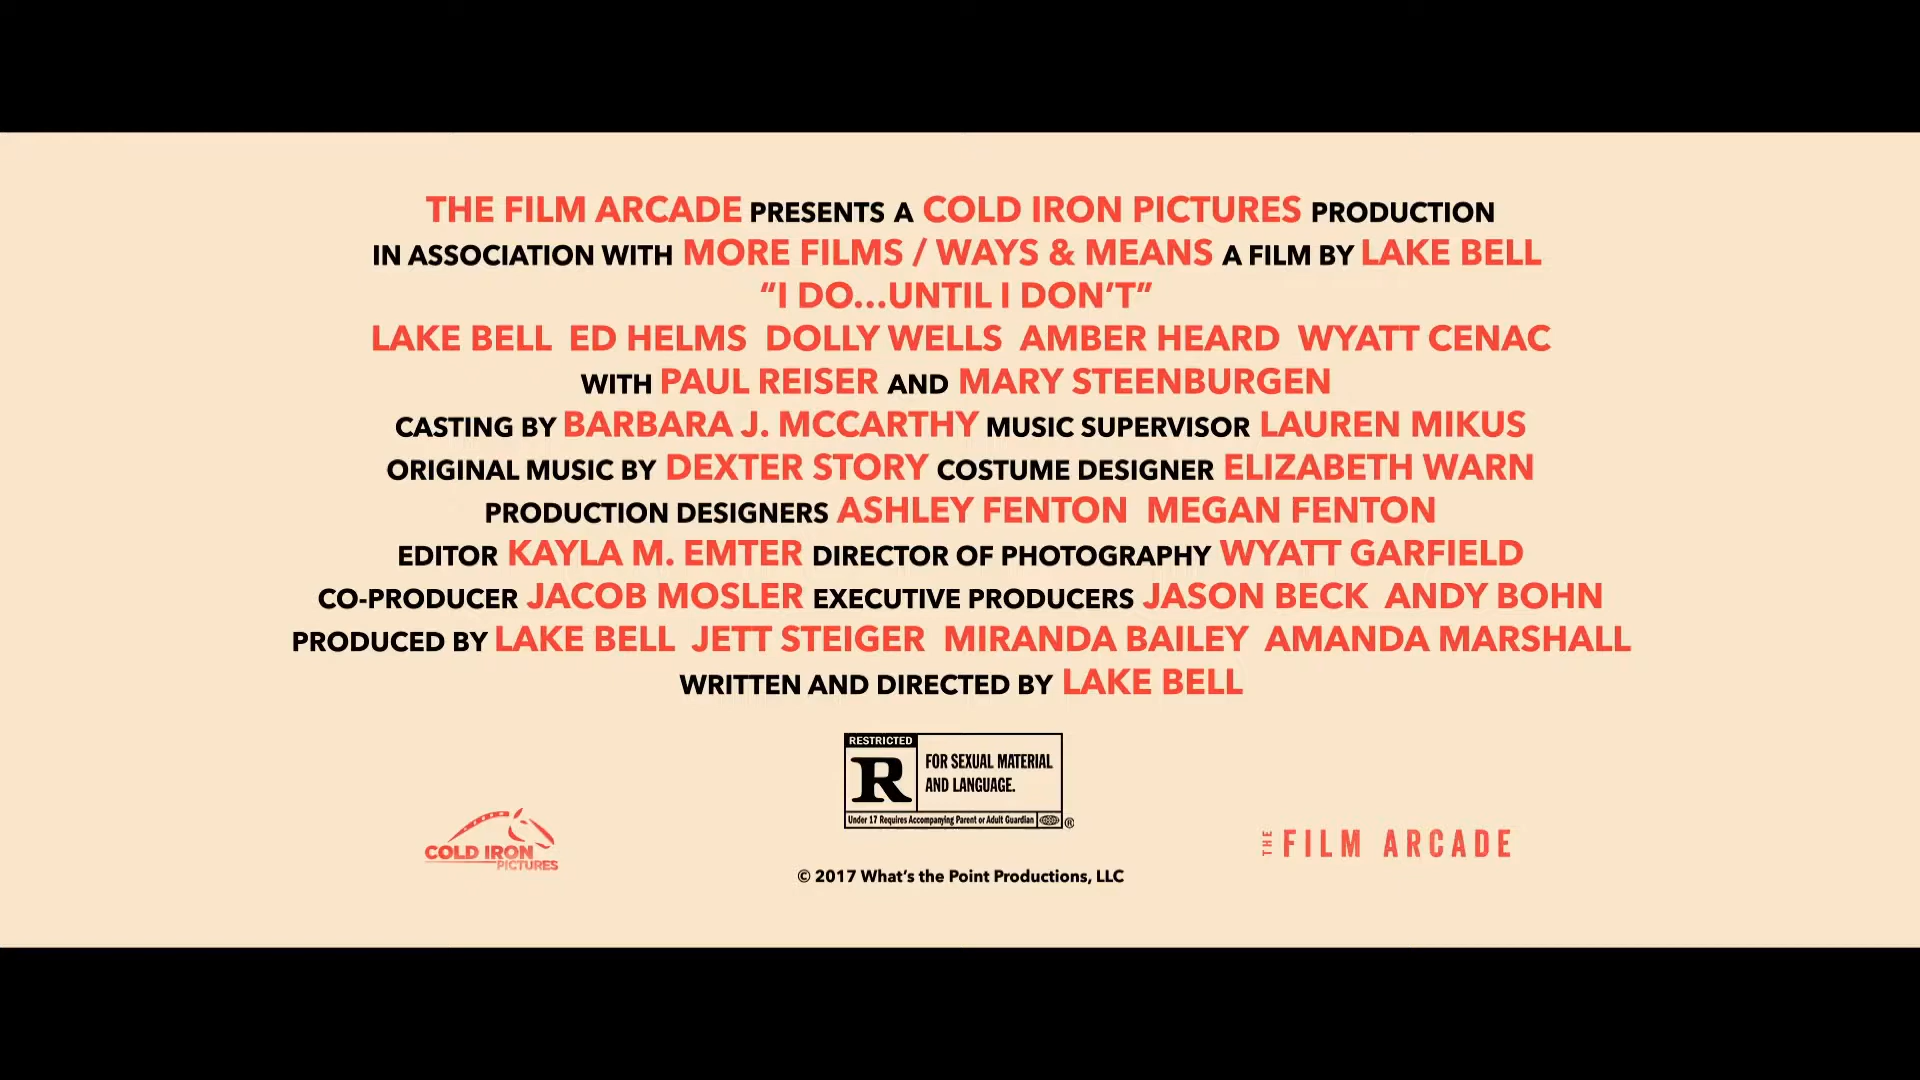 THE FILM ARCADE PRESENTS A COLD IRON PICTURES PRODUCTION
IN ASSOCIATION WITH MORE FILMS / WAYS & MEANS A FILM BY LAKE BELL
“I DO...UNTIL I DON’T”
LAKE BELL ED HELMS DOLLY WELLS AMBER HEARD WYATT CENAC
WITH PAUL REISER AND MARY STEENBURGEN
CASTING BY BARBARA J. MCCARTHY MUSIC SUPERVISOR LAUREN MIKUS
ORIGINAL MUSIC BY DEXTER STORY COSTUME DESIGNER ELIZABETH WARN
PRODUCTION DESIGNERS ASHLEY FENTON MEGAN FENTON
EDITOR KAYLA M. EMTER DIRECTOR OF PHOTOGRAPHY WYATT GARFIELD
CO-PRODUCER JACOB MOSLER EXECUTIVE PRODUCERS JASON BECK ANDY BOHN
PRODUCED BY LAKE BELL JETT STEIGER MIRANDA BAILEY AMANDA MARSHALL
WRITTEN AND DIRECTED BY LAKE BELL
RESTRICTED
R
FOR SEXUAL MATERIAL
AND LANGUAGE.
Under 17 Requires Accompanying Parent or Adult Guardian
®
COLD IRON
PICTURES
THE FILM ARCADE
© 2017 What’s the Point Productions, LLC